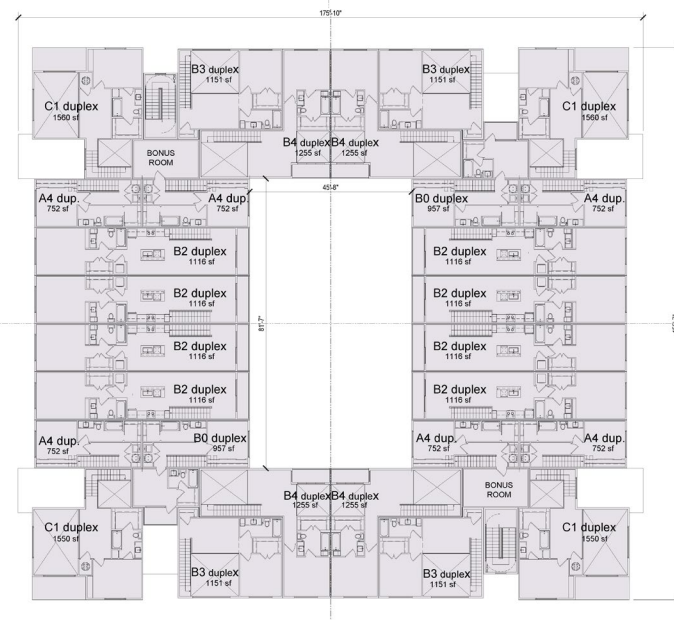 175'-10"
B3 duplex
1151 sf
B3 duplex
1151 sf
C1 duplex
1560 sf
C1 duplex
1560 sf
B4 duplex
1255 sf
B4 duplex
1255 sf
BONUS
ROOM
45'-8"
A4 dup.
752 sf
A4 dup.
752 sf
B0 duplex
957 sf
A4 dup.
752 sf
B2 duplex
1116 sf
B2 duplex
1116 sf
B2 duplex
1116 sf
B2 duplex
1116 sf
81'-7"
B2 duplex
1116 sf
B2 duplex
1116 sf
B2 duplex
1116 sf
B2 duplex
1116 sf
A4 dup.
752 sf
B0 duplex
957 sf
A4 dup.
752 sf
A4 dup.
752 sf
BONUS
ROOM
B4 duplex
1255 sf
B4 duplex
1255 sf
C1 duplex
1550 sf
C1 duplex
1550 sf
B3 duplex
1151 sf
B3 duplex
1151 sf